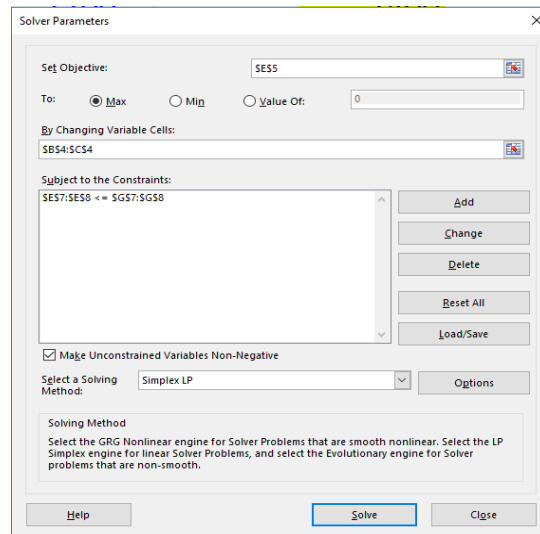 Solver Parameters
Set Objective:
$E$5
To:
Max
Min
Value Of:
0
By Changing Variable Cells:
$B$4:$C$4
Subject to the Constraints:
$E$7:$E$8 <= $G$7:$G$8
Add
Change
Delete
Reset All
Load/Save
Make Unconstrained Variables Non-Negative
Select a Solving
Method:
Simplex LP
Options
Solving Method
Select the GRG Nonlinear engine for Solver Problems that are smooth nonlinear. Select the LP
Simplex engine for linear Solver Problems, and select the Evolutionary engine for Solver
problems that are non-smooth.
Help
Solve
Close